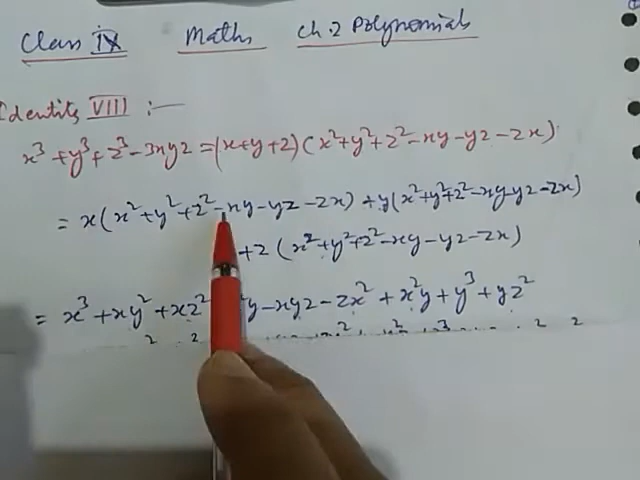 Class IX Maths Ch.2 Polynomials
Identity VIII :—
x³ + y³ + z³ - 3xyz = (x+y+z) (x² + y² + z² - xy - yz - zx)
= x (x² + y² + z² - xy - yz - zx) + y (x² + y² + z² - xy - yz - zx)
+ z (x² + y² + z² - xy - yz - zx)
= x³ + xy² + xz² y - xyz - zx² + x²y + y³ + yz²